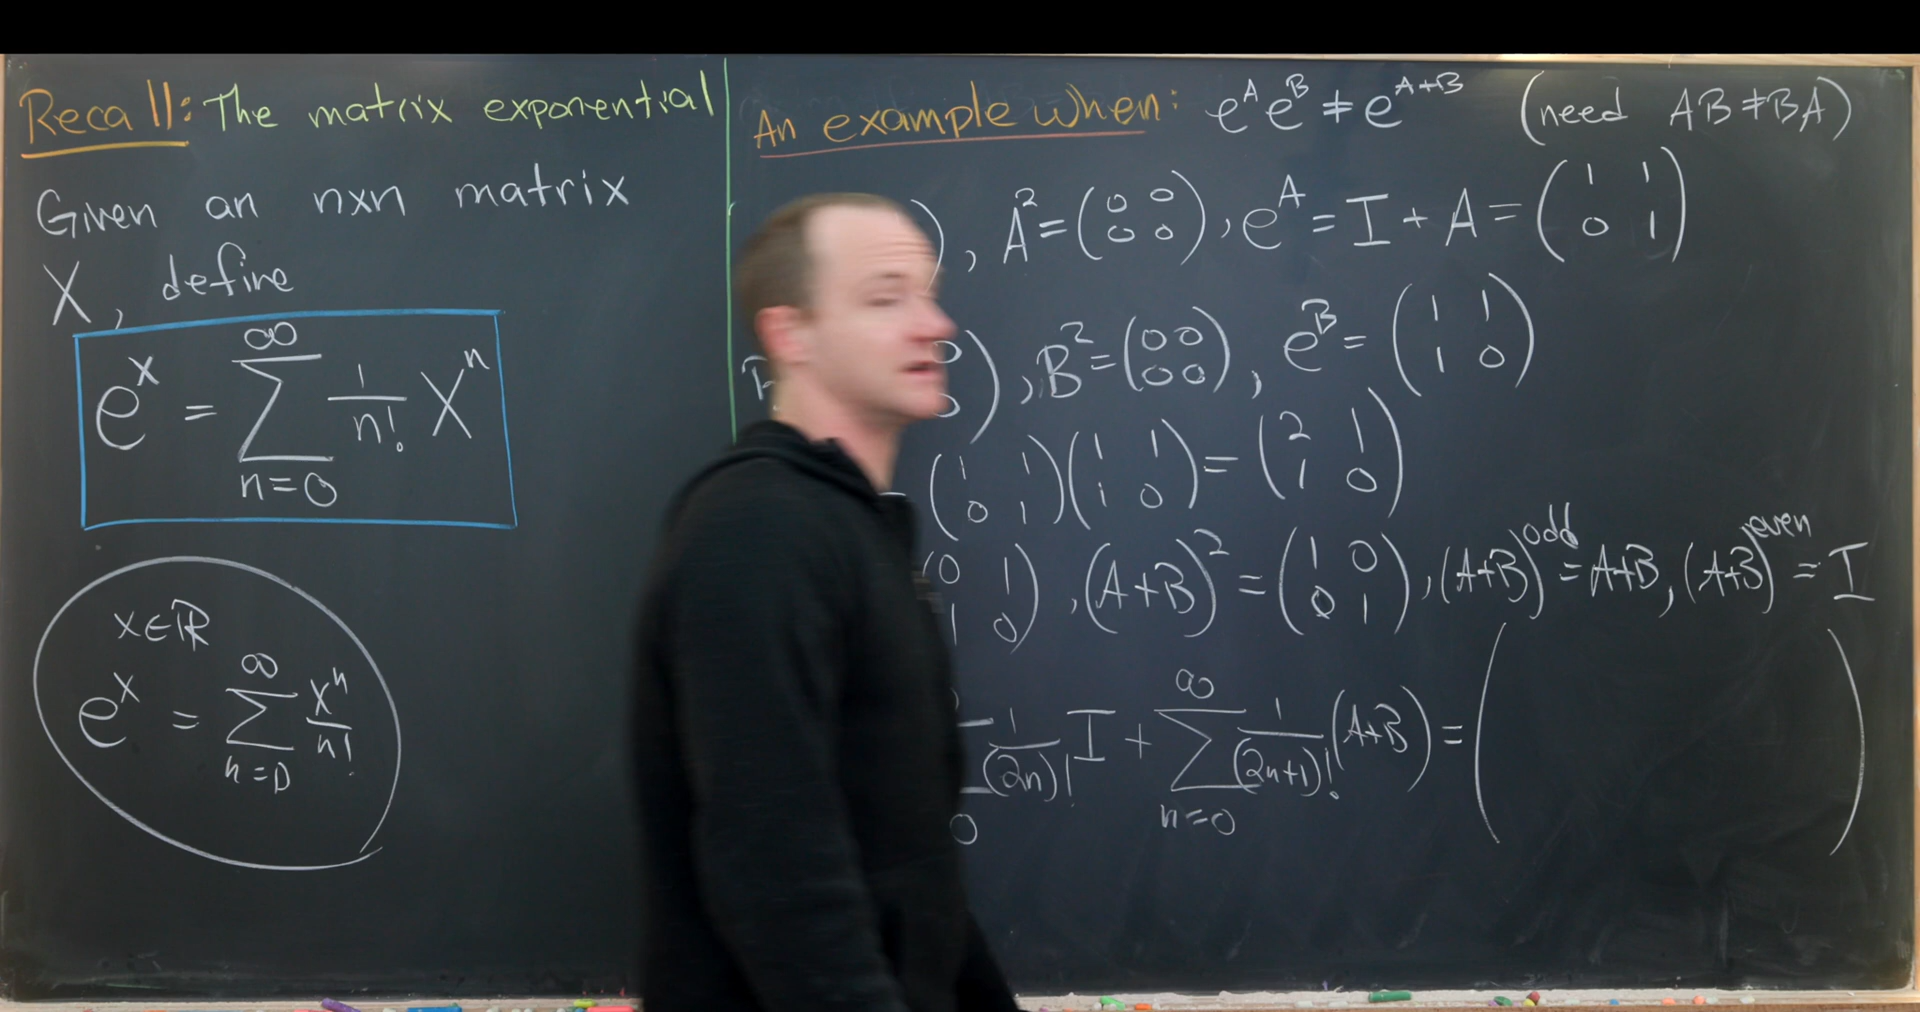 Recall: The matrix exponential
Given an n×n matrix
X, define
e^X = ∑_{n=0}^{∞} 1/n! X^n
x∈ℝ
e^x = ∑_{n=0}^{∞} x^n/n!
An example when: e^A e^B ≠ e^{A+B} (need AB≠BA)
), A^2 = (0 0; 0 0), e^A = I + A = (1 1; 0 1)
), B^2 = (0 0; 0 0), e^B = (1 1; 1 0)
(1 1; 0 1)(1 1; 1 0) = (2 1; 1 0)
(0 1; 1 0), (A+B)^2 = (1 0; 0 1), (A+B)^odd = A+B, (A+B)^even = I
1/(2n)! I + ∑_{n=0}^{∞} 1/(2n+1)! (A+B) = ( )